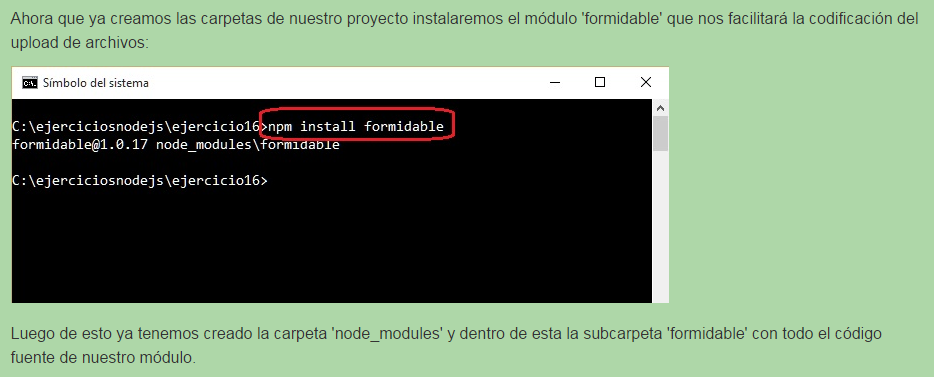 Ahora que ya creamos las carpetas de nuestro proyecto instalaremos el módulo 'formidable' que nos facilitará la codificación del
upload de archivos:
Símbolo del sistema
C:\ejerciciosnodejs\ejercicio16>npm install formidable
formidable@1.0.17 node_modules\formidable
C:\ejerciciosnodejs\ejercicio16>
Luego de esto ya tenemos creado la carpeta 'node_modules' y dentro de esta la subcarpeta 'formidable' con todo el código
fuente de nuestro módulo.